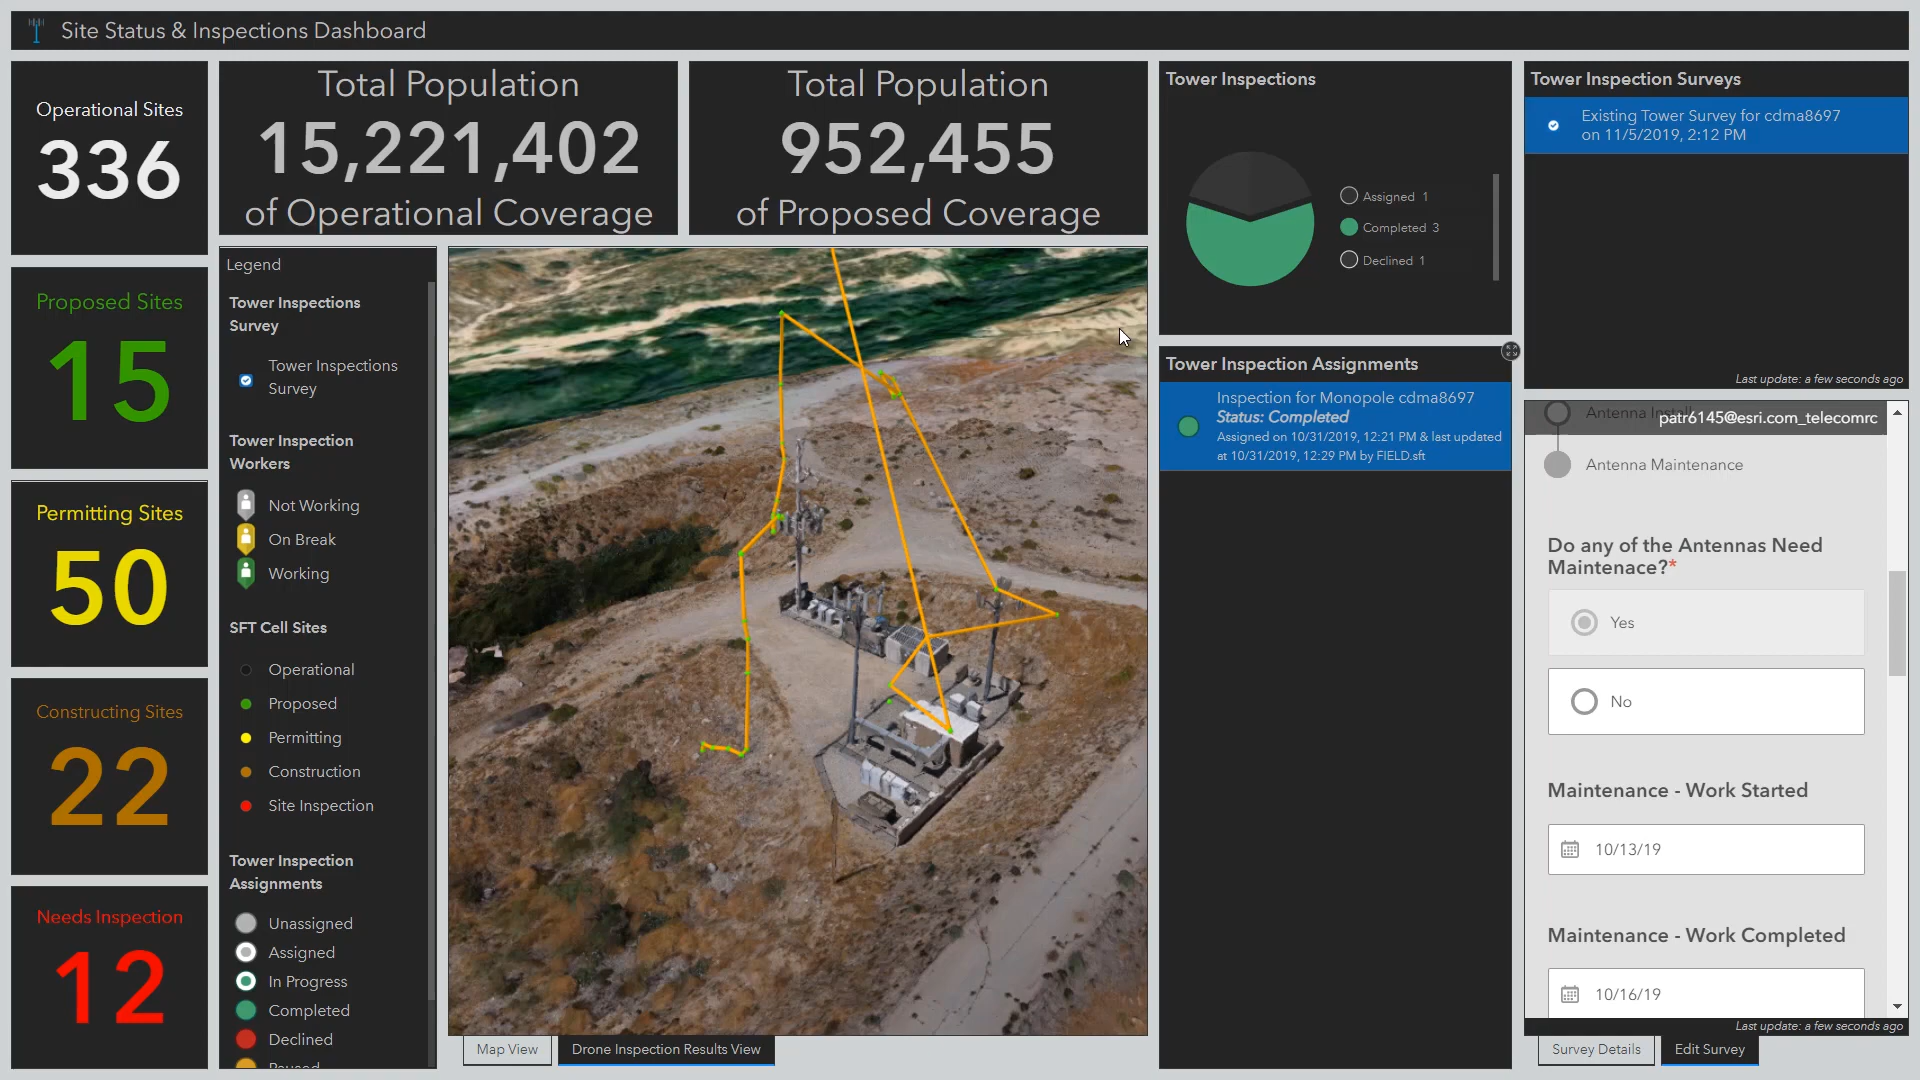 Site Status & Inspections Dashboard
Operational Sites
336
Proposed Sites
15
Permitting Sites
50
Constructing Sites
22
Needs Inspection
12
Total Population
15,221,402
of Operational Coverage
Total Population
952,455
of Proposed Coverage
Legend
Tower Inspections
Survey
Tower Inspections
Survey
Tower Inspection
Workers
Not Working
On Break
Working
SFT Cell Sites
Operational
Proposed
Permitting
Construction
Site Inspection
Tower Inspection
Assignments
Unassigned
Assigned
In Progress
Completed
Declined
Paused
Map View
Drone Inspection Results View
Tower Inspections
Assigned 1
Completed 3
Declined 1
Tower Inspection Assignments
Inspection for Monopole cdma8697
Status: Completed
Assigned on 10/31/2019, 12:21 PM & last updated
at 10/31/2019, 12:29 PM by FIELD.sft
Tower Inspection Surveys
Existing Tower Survey for cdma8697
on 11/5/2019, 2:12 PM
Last update: a few seconds ago
Antenna Install
patr6145@esri.com_telecomrc
Antenna Maintenance
Do any of the Antennas Need
Maintenace?*
Yes
No
Maintenance - Work Started
10/13/19
Maintenance - Work Completed
10/16/19
Last update: a few seconds ago
Survey Details
Edit Survey